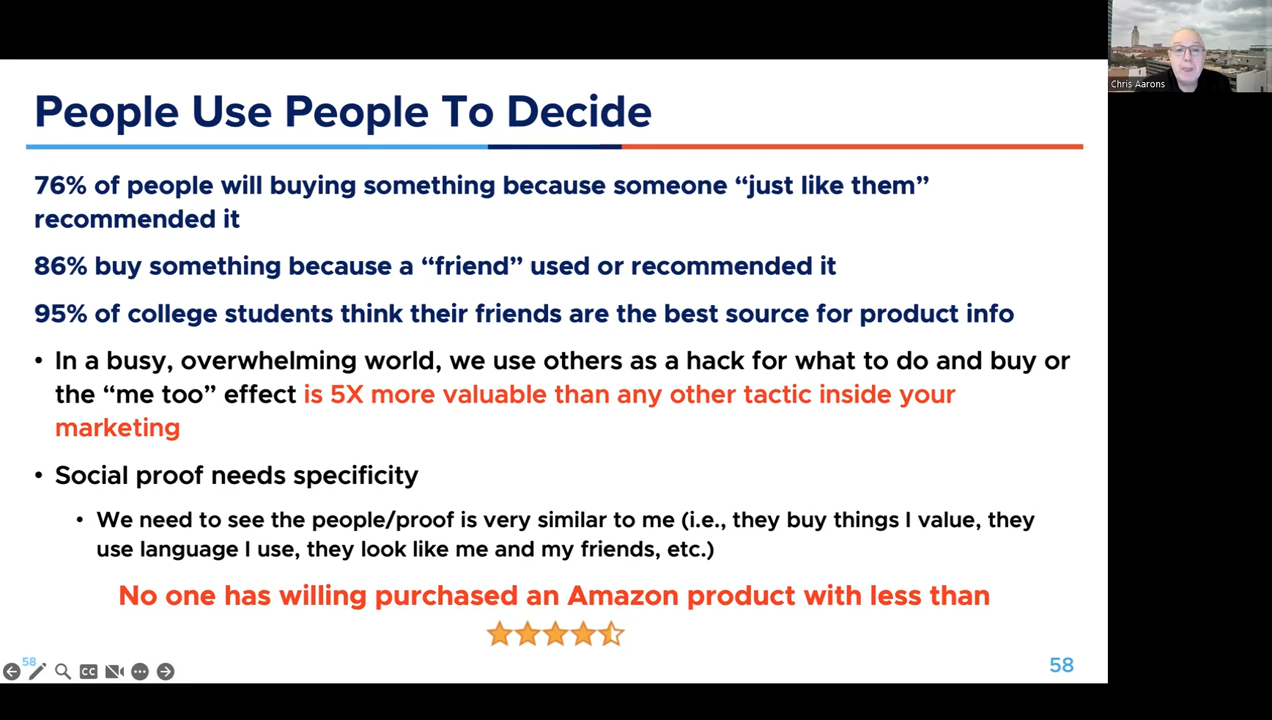 Chris Aarons
People Use People To Decide
76% of people will buying something because someone “just like them”
recommended it
86% buy something because a “friend” used or recommended it
95% of college students think their friends are the best source for product info
• In a busy, overwhelming world, we use others as a hack for what to do and buy or
the “me too” effect is 5X more valuable than any other tactic inside your
marketing
• Social proof needs specificity
• We need to see the people/proof is very similar to me (i.e., they buy things I value, they
use language I use, they look like me and my friends, etc.)
No one has willing purchased an Amazon product with less than
58
CC
58